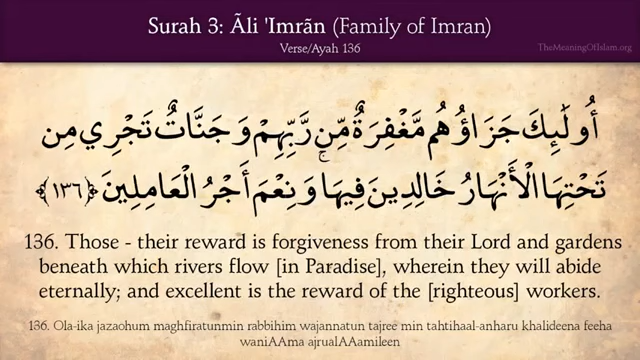 Surah 3: Ãli 'Imrãn (Family of Imran)
Verse/Ayah 136
TheMeaningOfIslam.org
أُولَٰئِكَ جَزَاؤُهُم مَّغْفِرَةٌ مِّن رَّبِّهِمْ وَجَنَّاتٌ تَجْرِي مِن
تَحْتِهَا الْأَنْهَارُ خَالِدِينَ فِيهَا ۚ وَنِعْمَ أَجْرُ الْعَامِلِينَ ﴿١٣٦﴾
136. Those - their reward is forgiveness from their Lord and gardens
beneath which rivers flow [in Paradise], wherein they will abide
eternally; and excellent is the reward of the [righteous] workers.
136. Ola-ika jazaohum maghfiratunmin rabbihim wajannatun tajree min tahtihaal-anharu khalideena feeha
waniAAma ajrualAAamileen